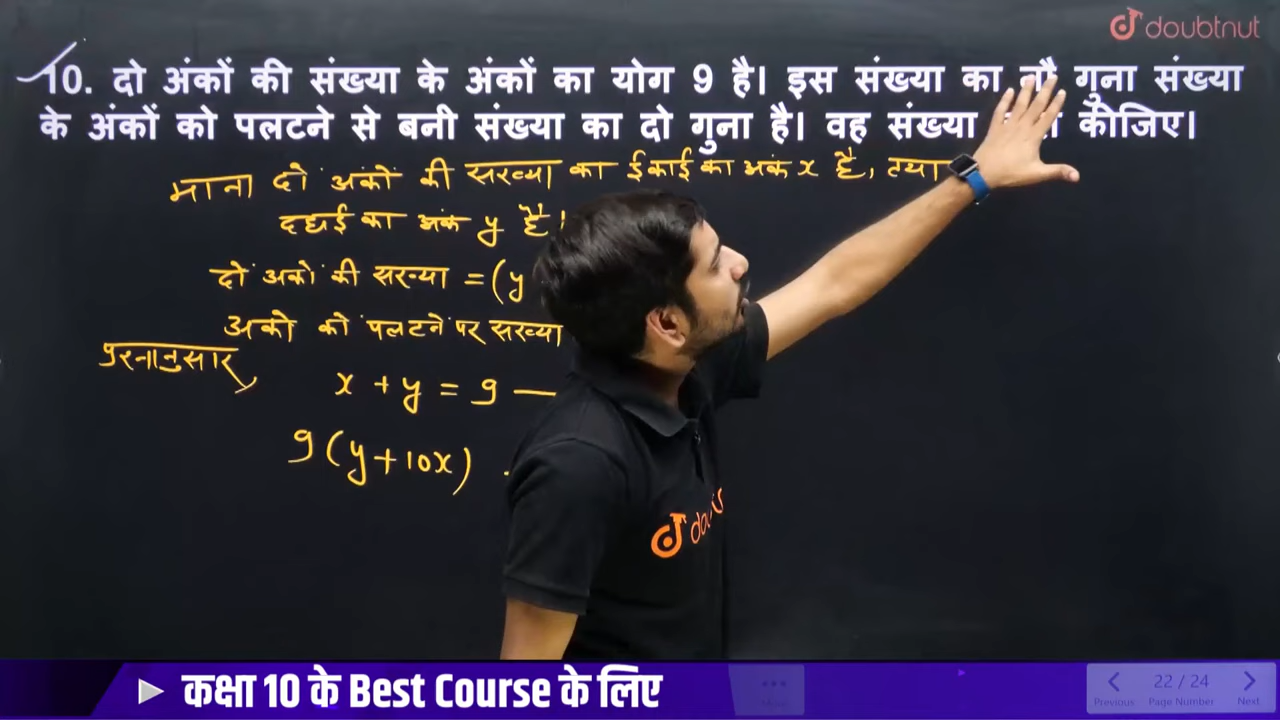 doubtnut
10. दो अंकों की संख्या के अंकों का योग 9 है। इस संख्या का नौ गुना संख्या
के अंकों को पलटने से बनी संख्या का दो गुना है। वह संख्या कीजिए।
माना दो अंकों की संख्या का ईकाई का अंक x है, तथा
दहाई का अंक y है।
दो अंको की संख्या = (y
अंको को पलटने पर संख्या
प्रश्नानुसार,
x + y = 9 —
9(y+10x)
dou
कक्षा 10 के Best Course के लिए
22 / 24
Previous Page Number Next